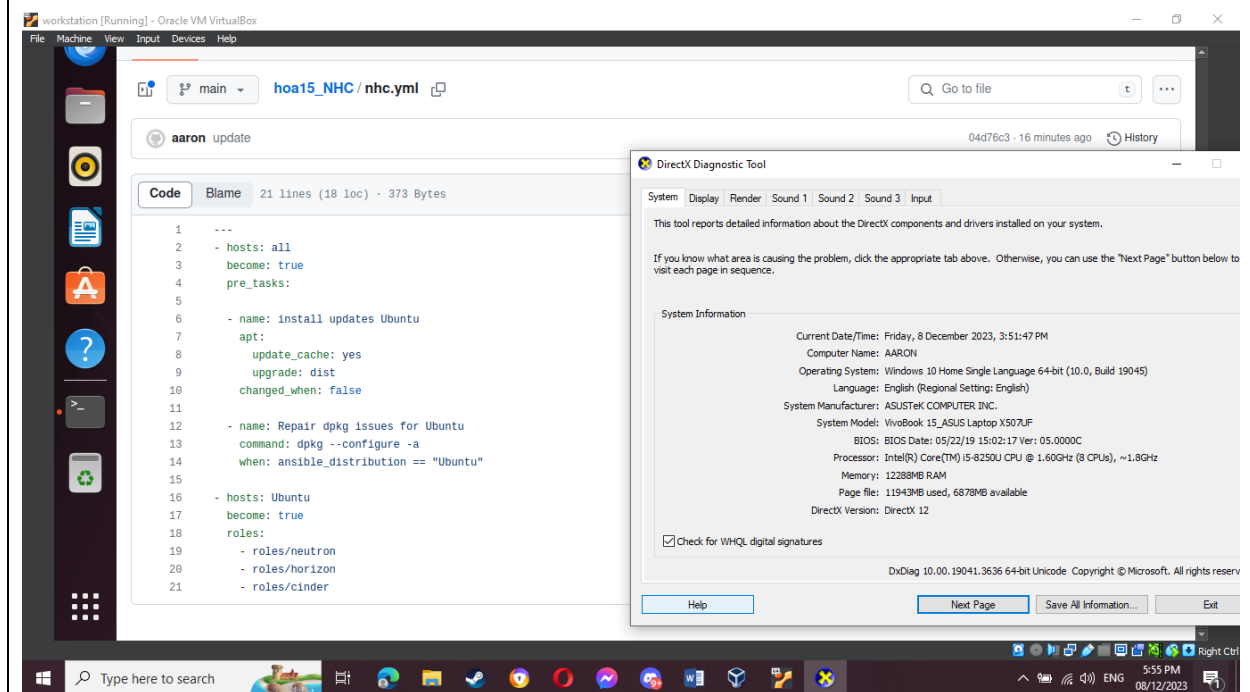 workstation [Running] - Oracle VM VirtualBox
File Machine View Input Devices Help
main
hoa15_NHC / nhc.yml
Go to file
t
aaron update
04d76c3 · 16 minutes ago
History
Code Blame 21 lines (18 loc) · 373 Bytes
1 ---
2 - hosts: all
3 become: true
4 pre_tasks:
5
6 - name: install updates Ubuntu
7 apt:
8 update_cache: yes
9 upgrade: dist
10 changed_when: false
11
12 - name: Repair dpkg issues for Ubuntu
13 command: dpkg --configure -a
14 when: ansible_distribution == "Ubuntu"
15
16 - hosts: Ubuntu
17 become: true
18 roles:
19 - roles/neutron
20 - roles/horizon
21 - roles/cinder
DirectX Diagnostic Tool
System Display Render Sound 1 Sound 2 Sound 3 Input
This tool reports detailed information about the DirectX components and drivers installed on your system.
If you know what area is causing the problem, click the appropriate tab above. Otherwise, you can use the "Next Page" button below to
visit each page in sequence.
System Information
Current Date/Time: Friday, 8 December 2023, 3:51:47 PM
Computer Name: AARON
Operating System: Windows 10 Home Single Language 64-bit (10.0, Build 19045)
Language: English (Regional Setting: English)
System Manufacturer: ASUSTeK COMPUTER INC.
System Model: VivoBook 15_ASUS Laptop X507UF
BIOS: BIOS Date: 05/22/19 15:02:17 Ver: 05.0000C
Processor: Intel(R) Core(TM) i5-8250U CPU @ 1.60GHz (8 CPUs), ~1.8GHz
Memory: 12288MB RAM
Page file: 11943MB used, 6878MB available
DirectX Version: DirectX 12
Check for WHQL digital signatures
DxDiag 10.00.19041.3636 64-bit Unicode Copyright © Microsoft. All rights reserv
Help Next Page Save All Information... Exit
Right Ctrl
Type here to search
ENG
5:55 PM
08/12/2023